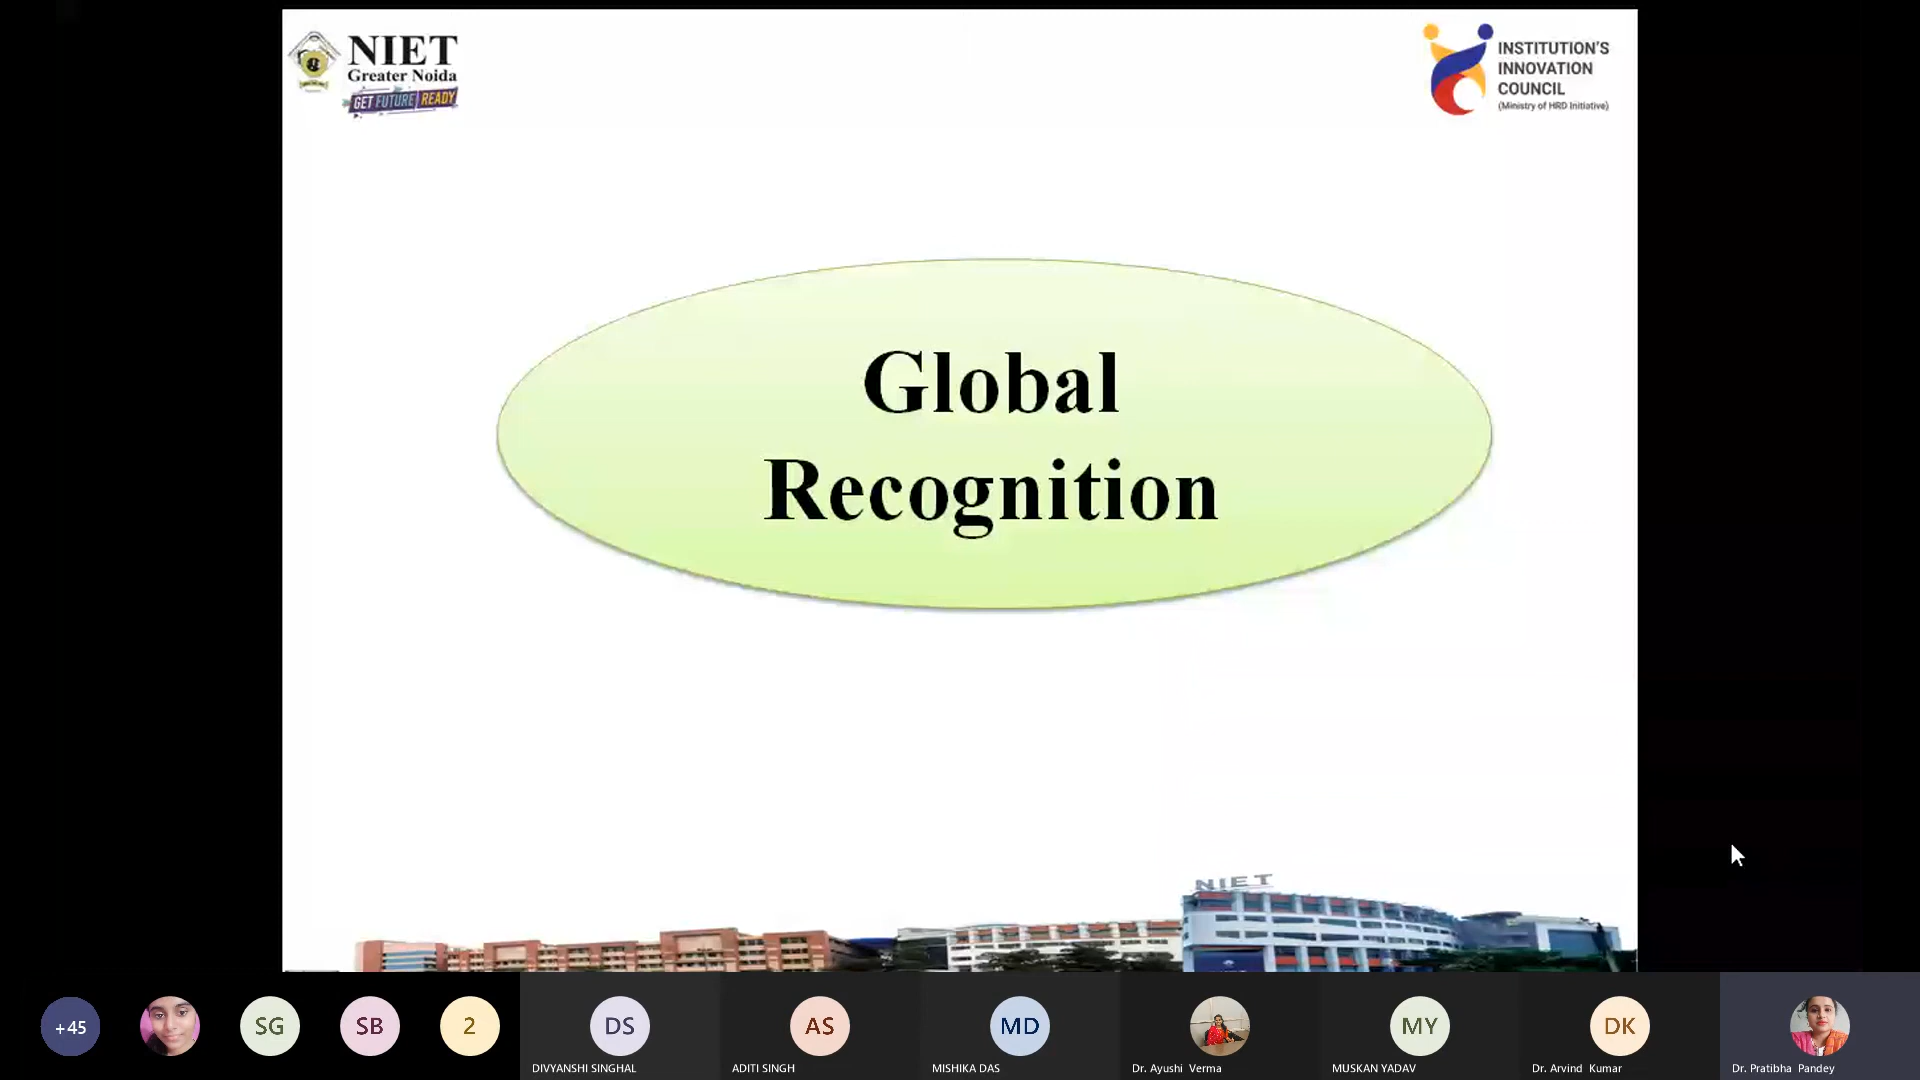 NIET
Greater Noida
GET FUTURE READY
INSTITUTION'S
INNOVATION
COUNCIL
(Ministry of HRD Initiative)
Global
Recognition
NIET
+45
SG
SB
2
DS
AS
MD
MY
DK
DIVYANSHI SINGHAL
ADITI SINGH
MISHIKA DAS
Dr. Ayushi Verma
MUSKAN YADAV
Dr. Arvind Kumar
Dr. Pratibha Pandey